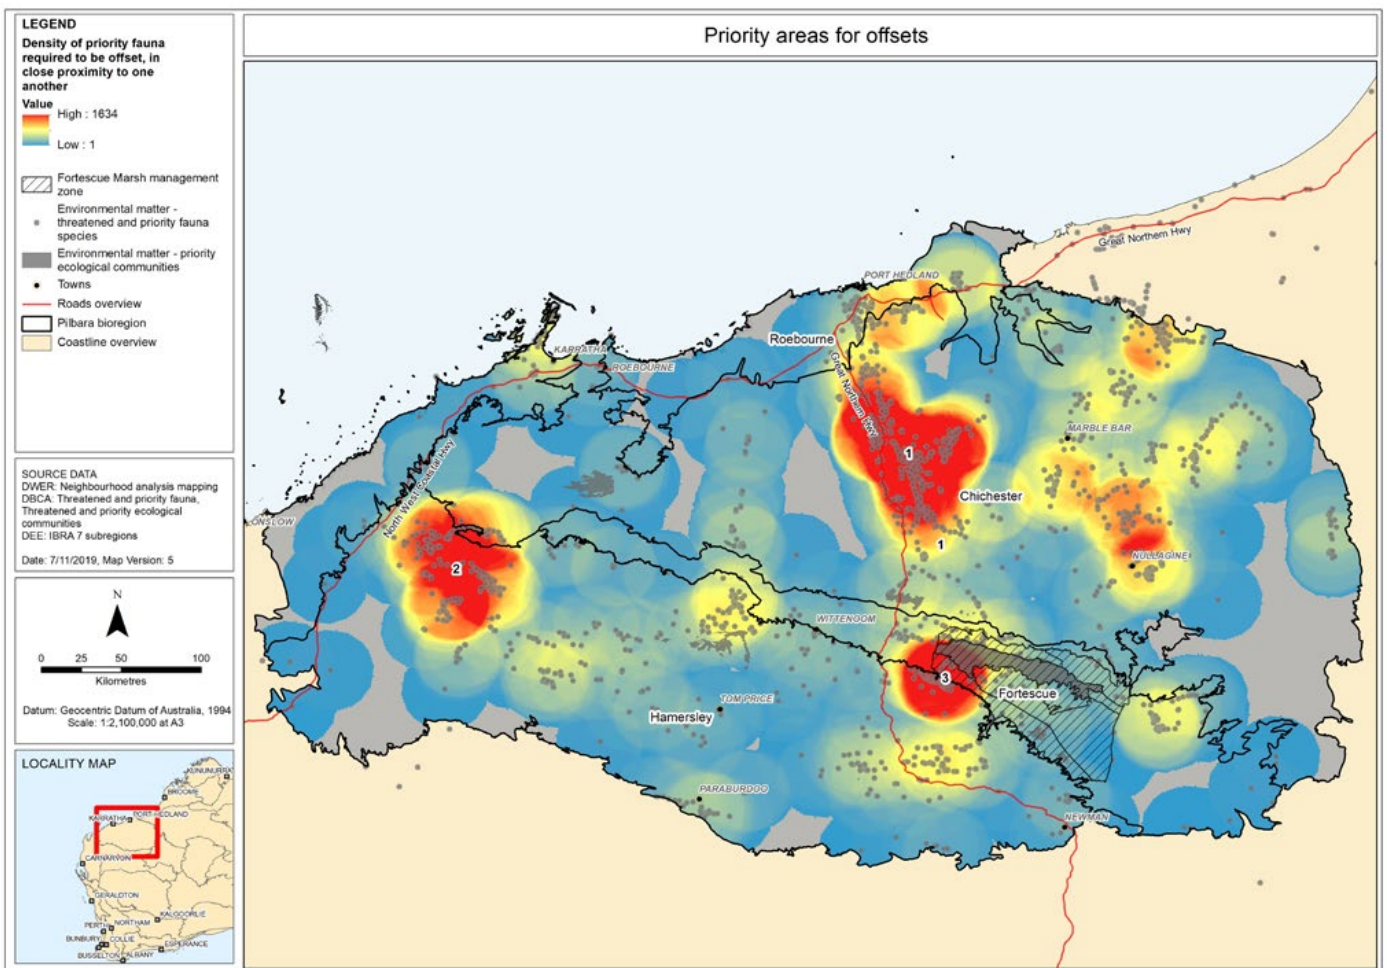 LEGEND
Density of priority fauna
required to be offset, in
close proximity to one
another
Value
High : 1634
Low : 1
Fortescue Marsh management
zone
Environmental matter -
threatened and priority fauna
species
Environmental matter - priority
ecological communities
Towns
Roads overview
Pilbara bioregion
Coastline overview
SOURCE DATA
DWER: Neighbourhood analysis mapping
DBCA: Threatened and priority fauna,
Threatened and priority ecological
communities
DEE: IBRA 7 subregions
Date: 7/11/2019, Map Version: 5
N
0 25 50 100
Kilometres
Datum: Geocentric Datum of Australia, 1994
Scale: 1:2,100,000 at A3
LOCALITY MAP
KUNUNURRA
BROOME
PORT HEDLAND
KARRATHA
CARNARVON
GERALDTON
KALGOORLIE
PERTH
NORTHAM
BUNBURY
COLLIE
ESPERANCE
BUSSELTON
ALBANY
Priority areas for offsets
Great Northern Hwy
PORT HEDLAND
Roebourne
KARRATHA
ROEBOURNE
Great Northern Hwy
MARBLE BAR
North West Coastal Hwy
1
Chichester
ONSLOW
1
NULLAGINE
2
WITTENOOM
3
Fortescue
TOM PRICE
Hamersley
PARABURDOO
NEWMAN